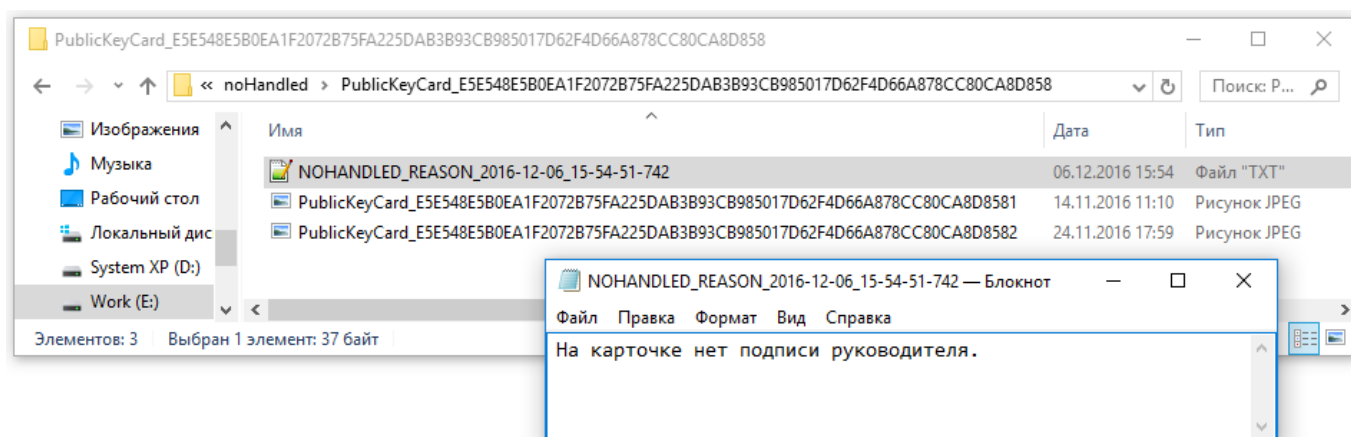 PublicKeyCard_E5E548E5B0EA1F2072B75FA225DAB3B93CB985017D62F4D66A878CC80CA8D858
« noHandled › PublicKeyCard_E5E548E5B0EA1F2072B75FA225DAB3B93CB985017D62F4D66A878CC80CA8D858
Поиск: P...
Изображения
Музыка
Рабочий стол
Локальный дис
System XP (D:)
Work (E:)
Имя Дата Тип
NOHANDLED_REASON_2016-12-06_15-54-51-742 06.12.2016 15:54 Файл "TXT"
PublicKeyCard_E5E548E5B0EA1F2072B75FA225DAB3B93CB985017D62F4D66A878CC80CA8D8581 14.11.2016 11:10 Рисунок JPEG
PublicKeyCard_E5E548E5B0EA1F2072B75FA225DAB3B93CB985017D62F4D66A878CC80CA8D8582 24.11.2016 17:59 Рисунок JPEG
Элементов: 3 Выбран 1 элемент: 37 байт
NOHANDLED_REASON_2016-12-06_15-54-51-742 — Блокнот
Файл Правка Формат Вид Справка
На карточке нет подписи руководителя.